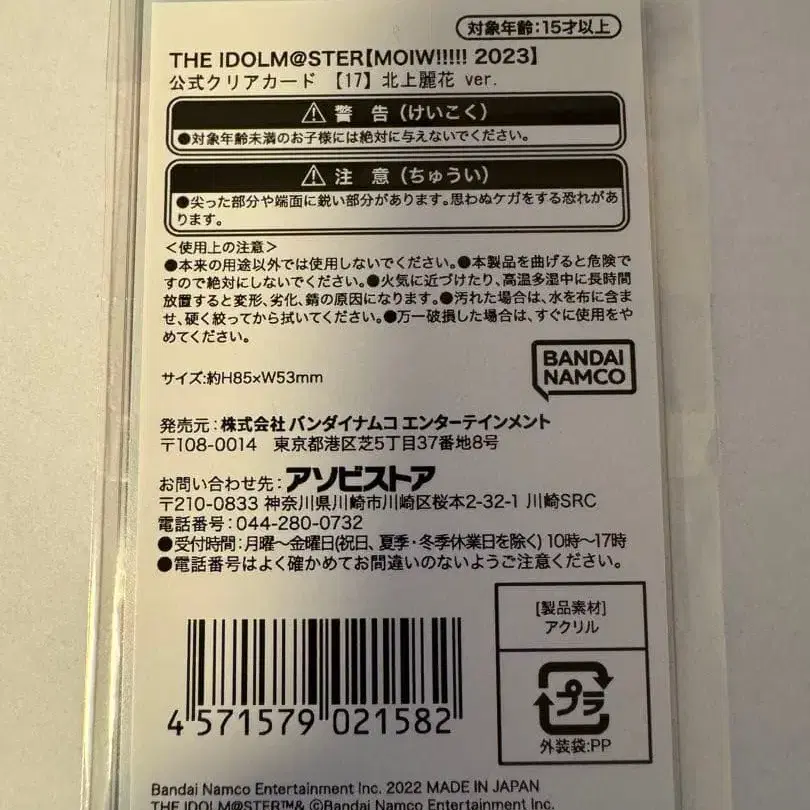 対象年齢:15才以上
THE IDOLM@STER【MOIW!!!!! 2023】
公式クリアカード 【17】北上麗花 ver.
⚠ 警 告 (けいこく)
●対象年齢未満のお子様には絶対に与えないでください。
⚠ 注 意 (ちゅうい)
●尖った部分や端面に鋭い部分があります。思わぬケガをする恐れがあ
ります。
<使用上の注意>
●本来の用途以外では使用しないでください。●本製品を曲げると危険で
すので絶対にしないでください。●火気に近づけたり、高温多湿中に長時間
放置すると変形、劣化、錆の原因になります。●汚れた場合は、水を布に含ま
せ、硬く絞ってから拭いてください。●万一破損した場合は、すぐに使用をや
めてください。
サイズ:約H85×W53mm
BANDAI
NAMCO
発売元:株式会社 バンダイナムコ エンターテインメント
〒108-0014 東京都港区芝5丁目37番地8号
お問い合わせ先:アソビストア
〒210-0833 神奈川県川崎市川崎区桜本2-32-1 川崎SRC
電話番号:044-280-0732
●受付時間:月曜〜金曜日(祝日、夏季・冬季休業日を除く) 10時〜17時
●電話番号はよく確かめてお間違いのないようご注意ください。
[製品素材]
アクリル
プラ
外装袋:PP
4 571579 021582
Bandai Namco Entertainment Inc. 2022 MADE IN JAPAN
THE IDOLM@STER™& ©Bandai Namco Entertainment Inc.